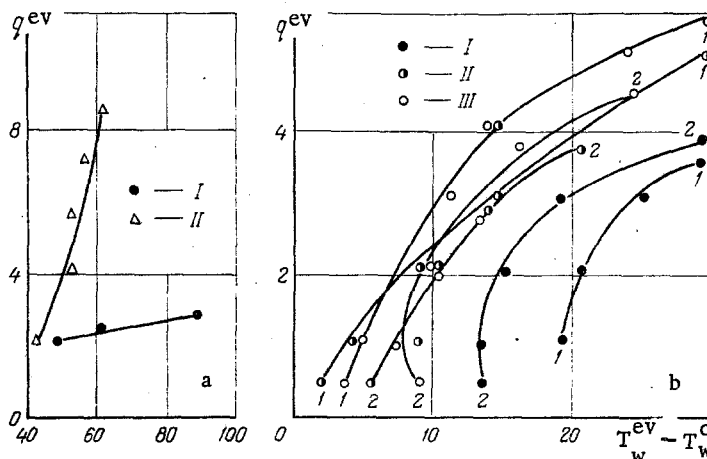 a
q^ev
8
4
0
40 60 80 100
● — I
△ — II
b
q^ev
4
2
0 10 20
● — I
◑ — II
○ — III
1
1
2
2
2
1
1 1 2 2 2
1
T_w^ev – T_w^c